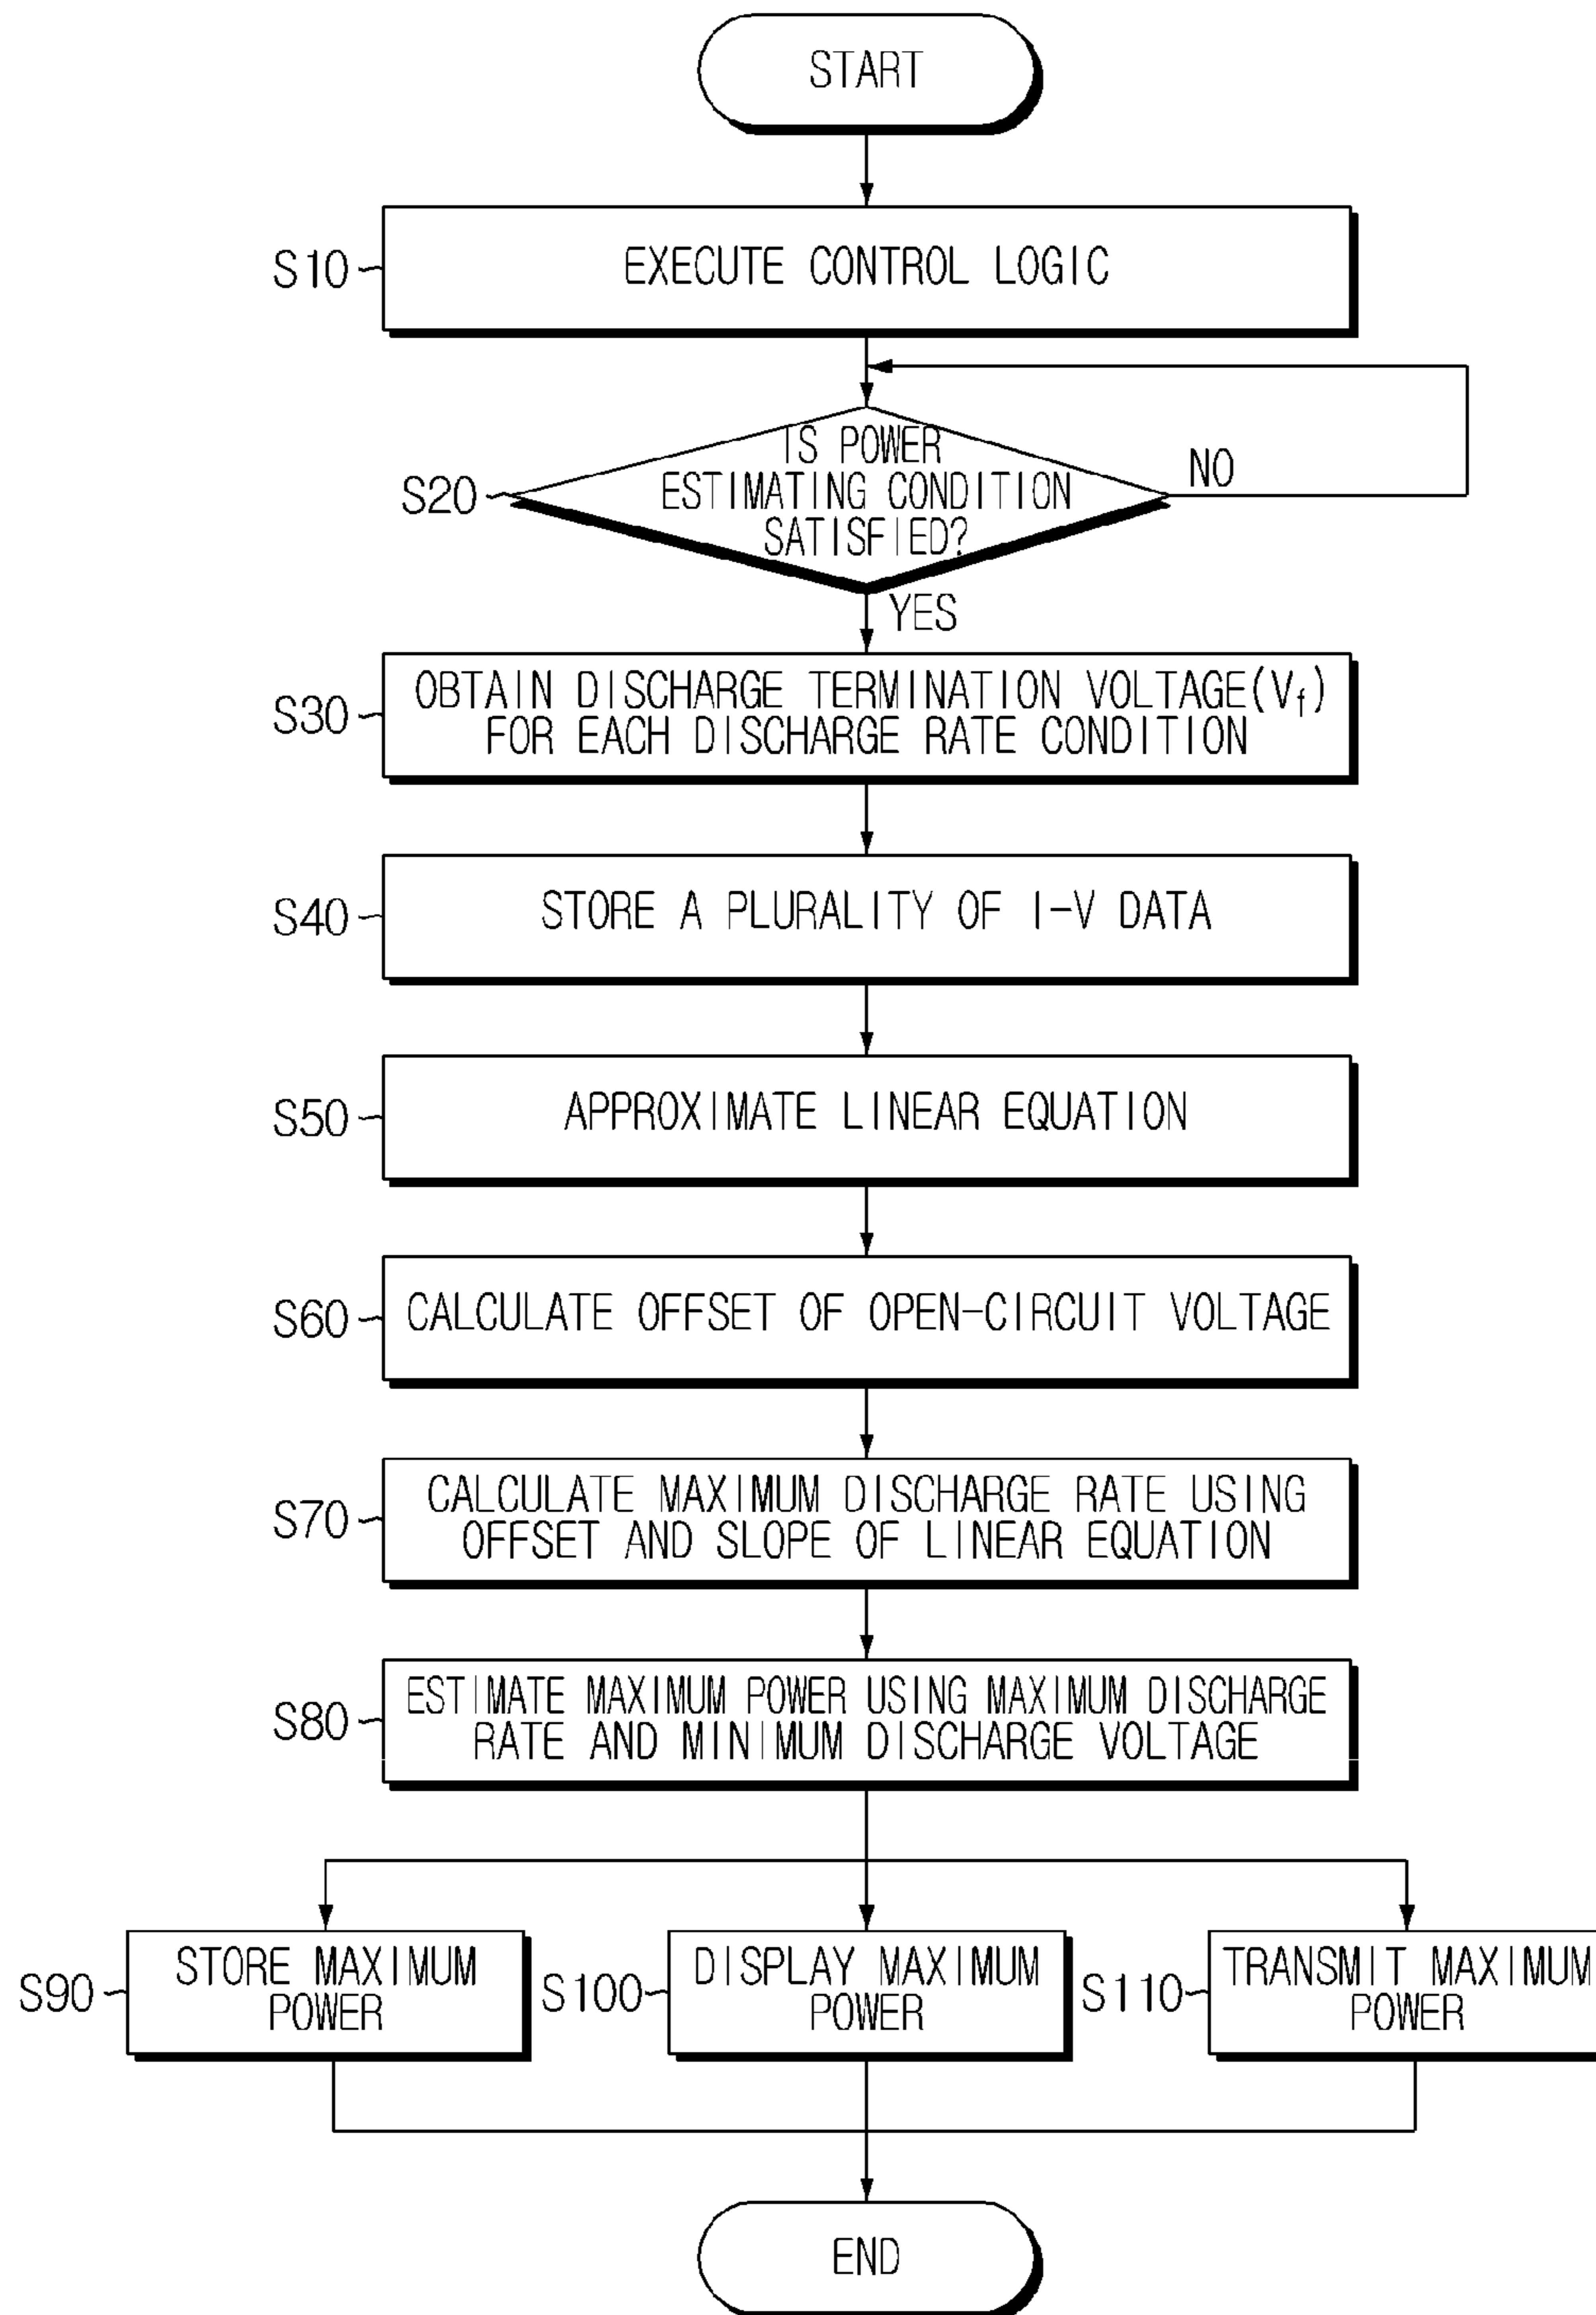 START
S10
EXECUTE CONTROL LOGIC
S20
IS POWER
ESTIMATING CONDITION
SATISFIED?
NO
YES
S30
OBTAIN DISCHARGE TERMINATION VOLTAGE(Vf)
FOR EACH DISCHARGE RATE CONDITION
S40
STORE A PLURALITY OF I-V DATA
S50
APPROXIMATE LINEAR EQUATION
S60
CALCULATE OFFSET OF OPEN-CIRCUIT VOLTAGE
S70
CALCULATE MAXIMUM DISCHARGE RATE USING
OFFSET AND SLOPE OF LINEAR EQUATION
S80
ESTIMATE MAXIMUM POWER USING MAXIMUM DISCHARGE
RATE AND MINIMUM DISCHARGE VOLTAGE
S90
STORE MAXIMUM
POWER
S100
DISPLAY MAXIMUM
POWER
S110
TRANSMIT MAXIMUM
POWER
END